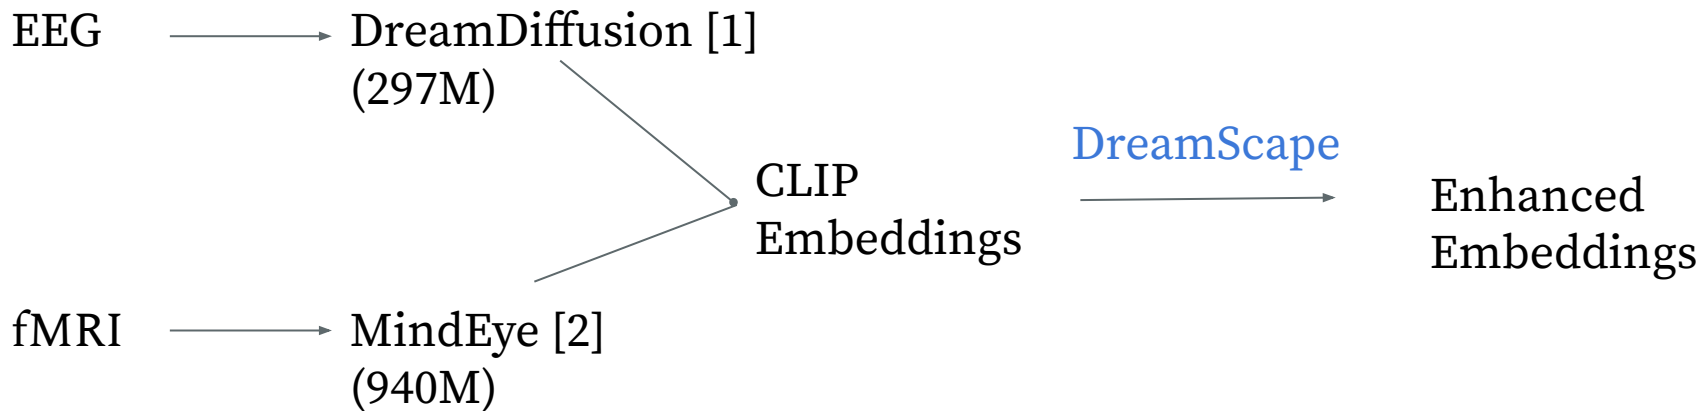 EEG
DreamDiffusion [1]
(297M)
fMRI
MindEye [2]
(940M)
CLIP
Embeddings
DreamScape
Enhanced
Embeddings